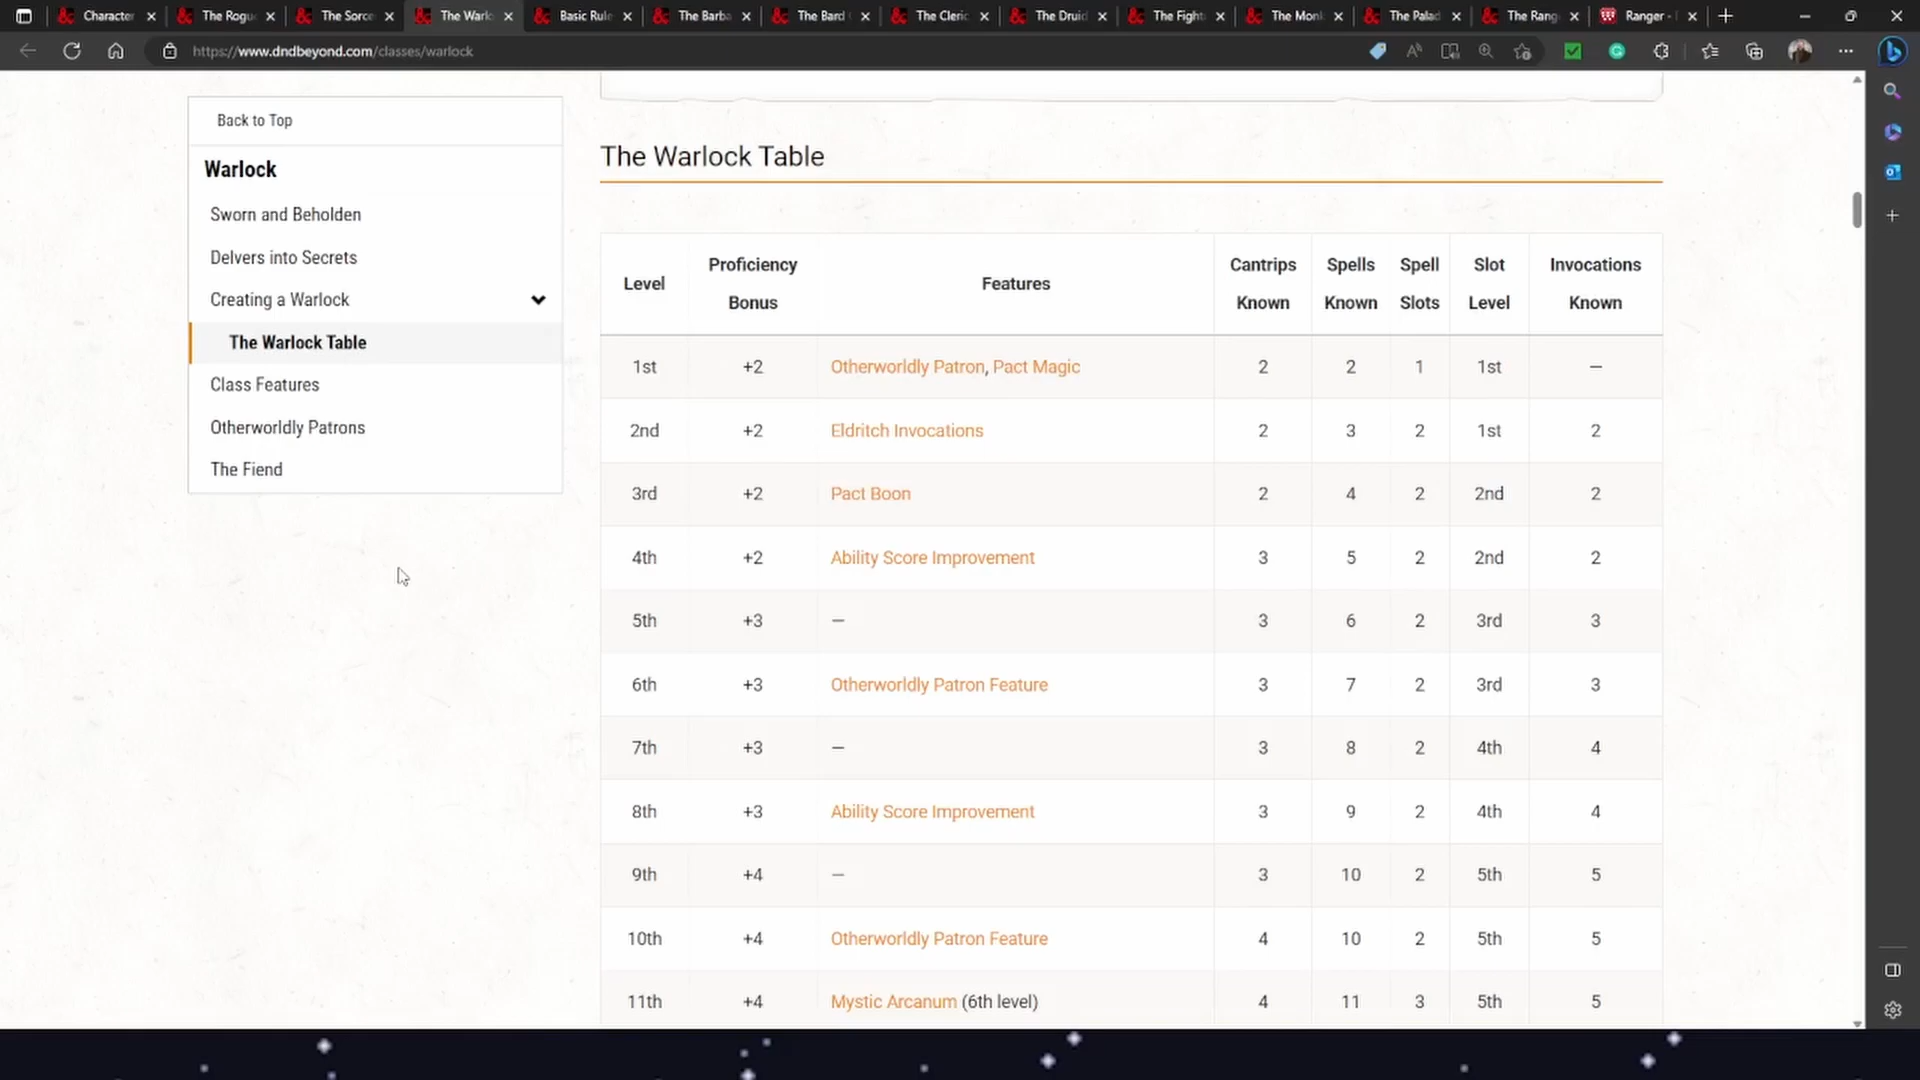 Character
The Rogu
The Sorce
The Warlo
Basic Rule
The Barba
The Bard
The Cleric
The Druid
The Fight
The Monk
The Palad
The Rang
Ranger -
https://www.dndbeyond.com/classes/warlock
Back to Top
Warlock
Sworn and Beholden
Delvers into Secrets
Creating a Warlock
The Warlock Table
Class Features
Otherworldly Patrons
The Fiend
The Warlock Table
Level Proficiency Bonus Features Cantrips Known Spells Known Spell Slots Slot Level Invocations Known
1st +2 Otherworldly Patron, Pact Magic 2 2 1 1st —
2nd +2 Eldritch Invocations 2 3 2 1st 2
3rd +2 Pact Boon 2 4 2 2nd 2
4th +2 Ability Score Improvement 3 5 2 2nd 2
5th +3 — 3 6 2 3rd 3
6th +3 Otherworldly Patron Feature 3 7 2 3rd 3
7th +3 — 3 8 2 4th 4
8th +3 Ability Score Improvement 3 9 2 4th 4
9th +4 — 3 10 2 5th 5
10th +4 Otherworldly Patron Feature 4 10 2 5th 5
11th +4 Mystic Arcanum (6th level) 4 11 3 5th 5